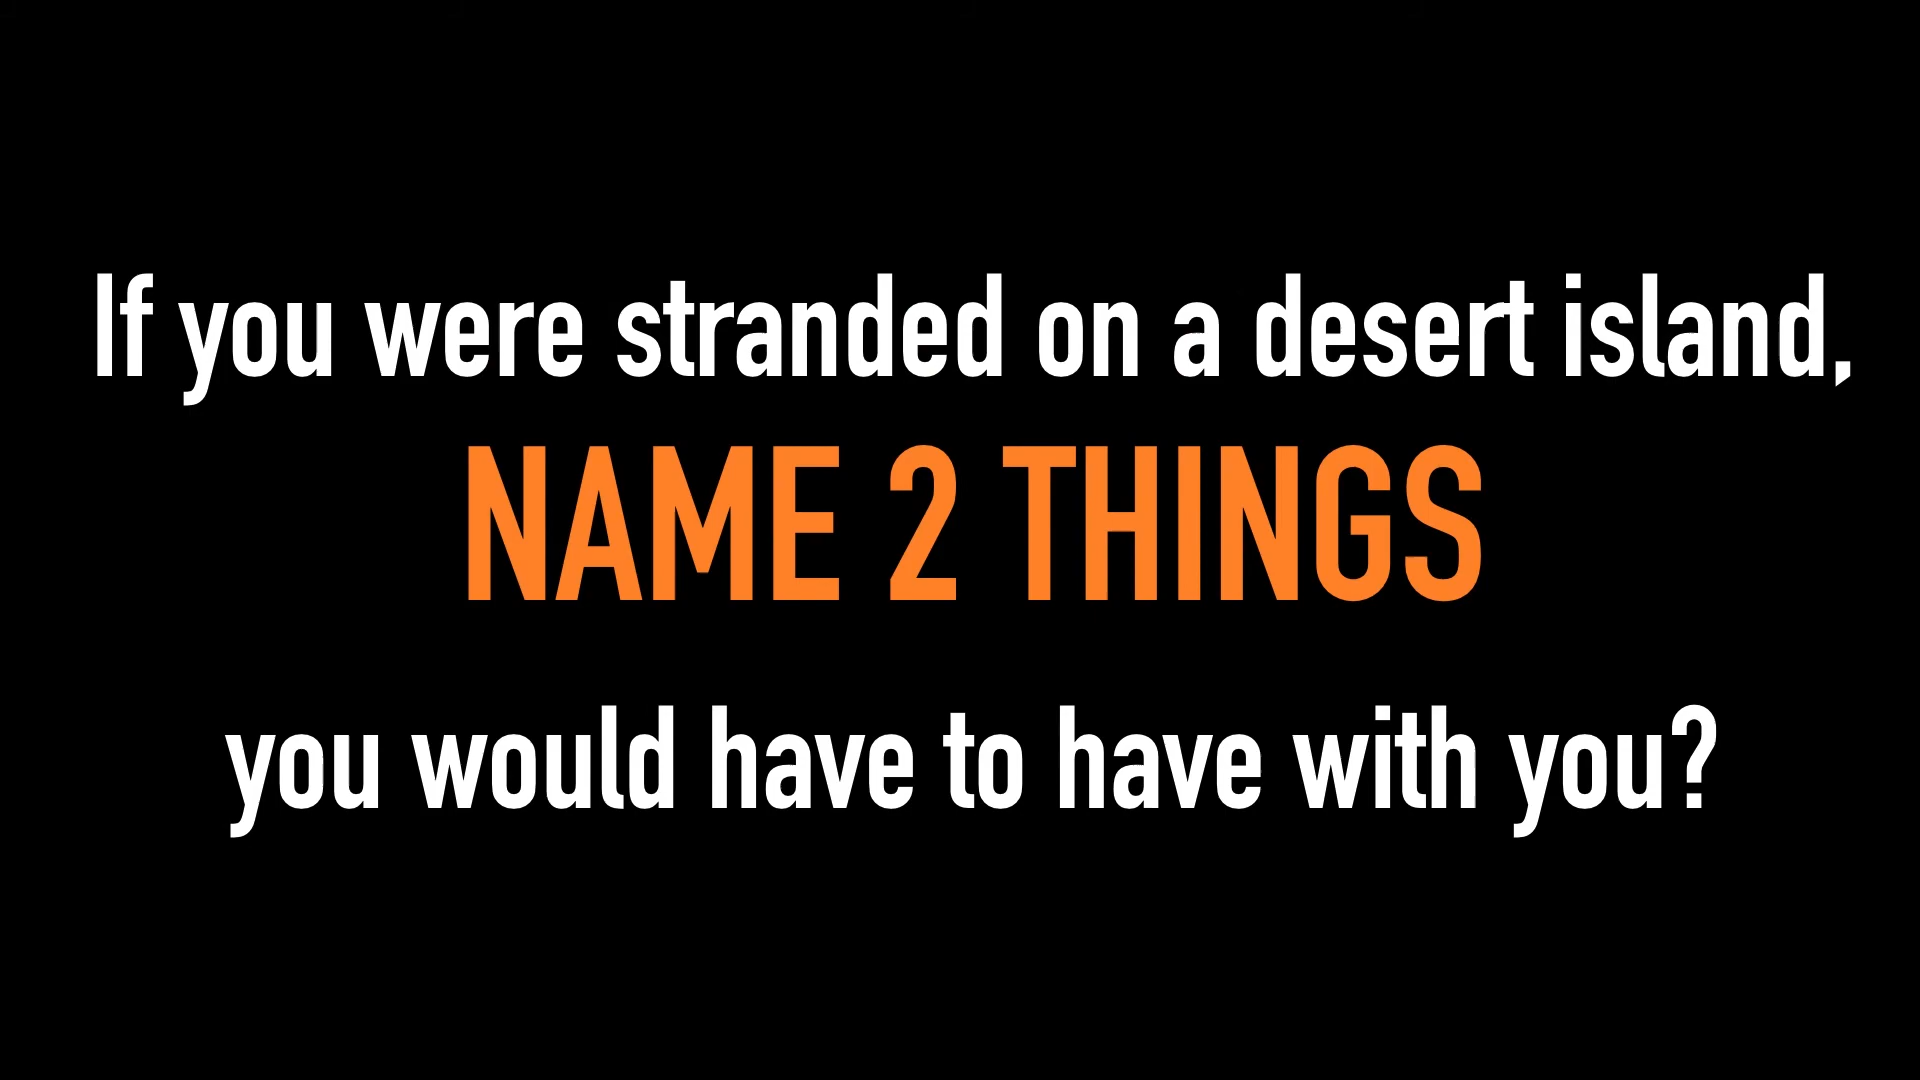 If you were stranded on a desert island,
NAME 2 THINGS
you would have to have with you?